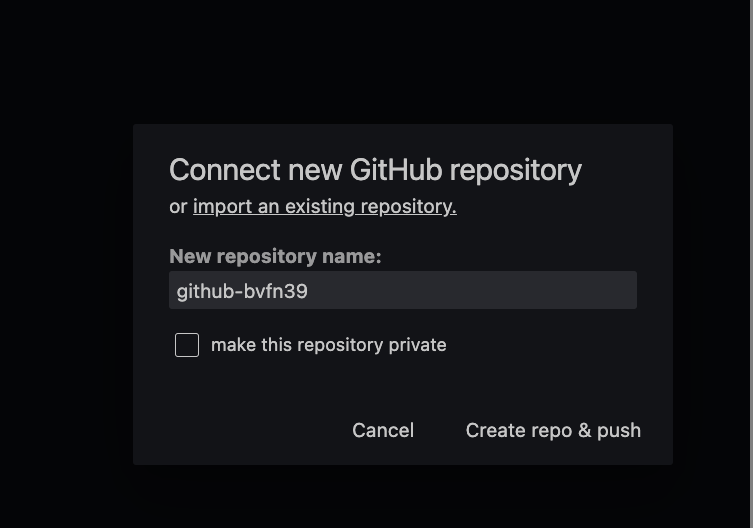 Connect new GitHub repository
or import an existing repository.
New repository name:
github-bvfn39
make this repository private
Cancel
Create repo & push